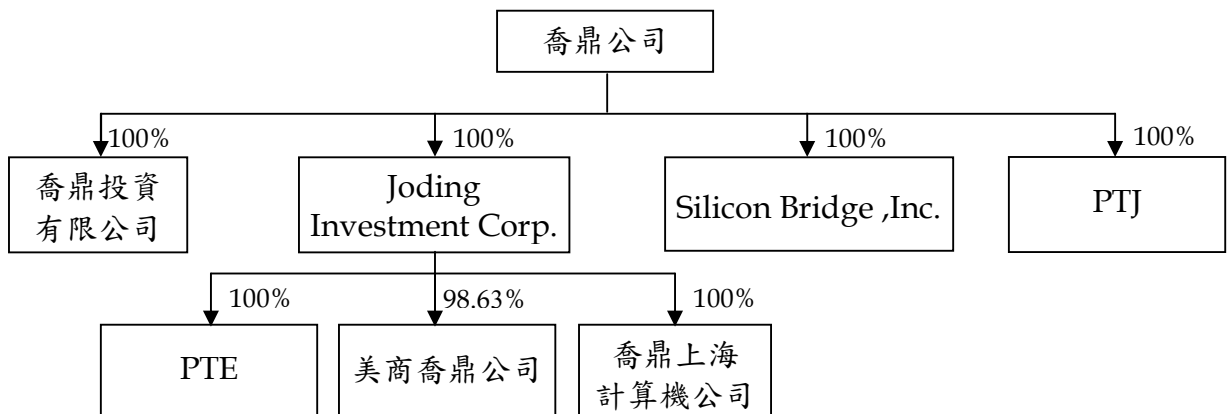 喬鼎公司
100%
100%
100%
100%
喬鼎投資
有限公司
Joding
Investment Corp.
Silicon Bridge ,Inc.
PTJ
100%
98.63%
100%
PTE
美商喬鼎公司
喬鼎上海
計算機公司